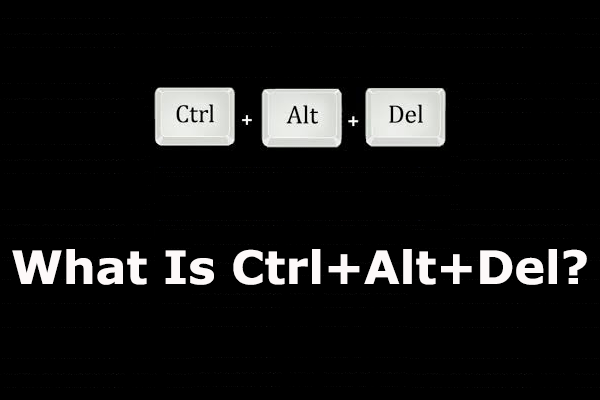 Ctrl + Alt + Del
What Is Ctrl+Alt+Del?